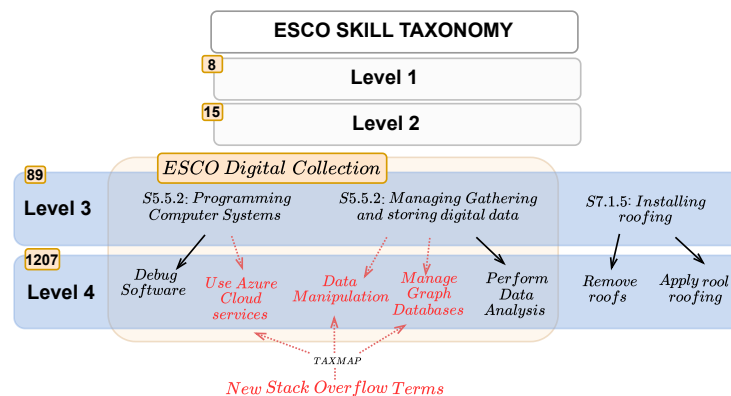 ESCO SKILL TAXONOMY
8
Level 1
15
Level 2
ESCO Digital Collection
89
Level 3
S5.5.2: Programming
Computer Systems
S5.5.2: Managing Gathering
and storing digital data
S7.1.5: Installing
roofing
1207
Level 4
Debug
Software
Use Azure
Cloud
services
Data
Manipulation
Manage
Graph
Databases
Perform
Data
Analysis
Remove
roofs
Apply rool
roofing
TAXMAP
New Stack Overflow Terms